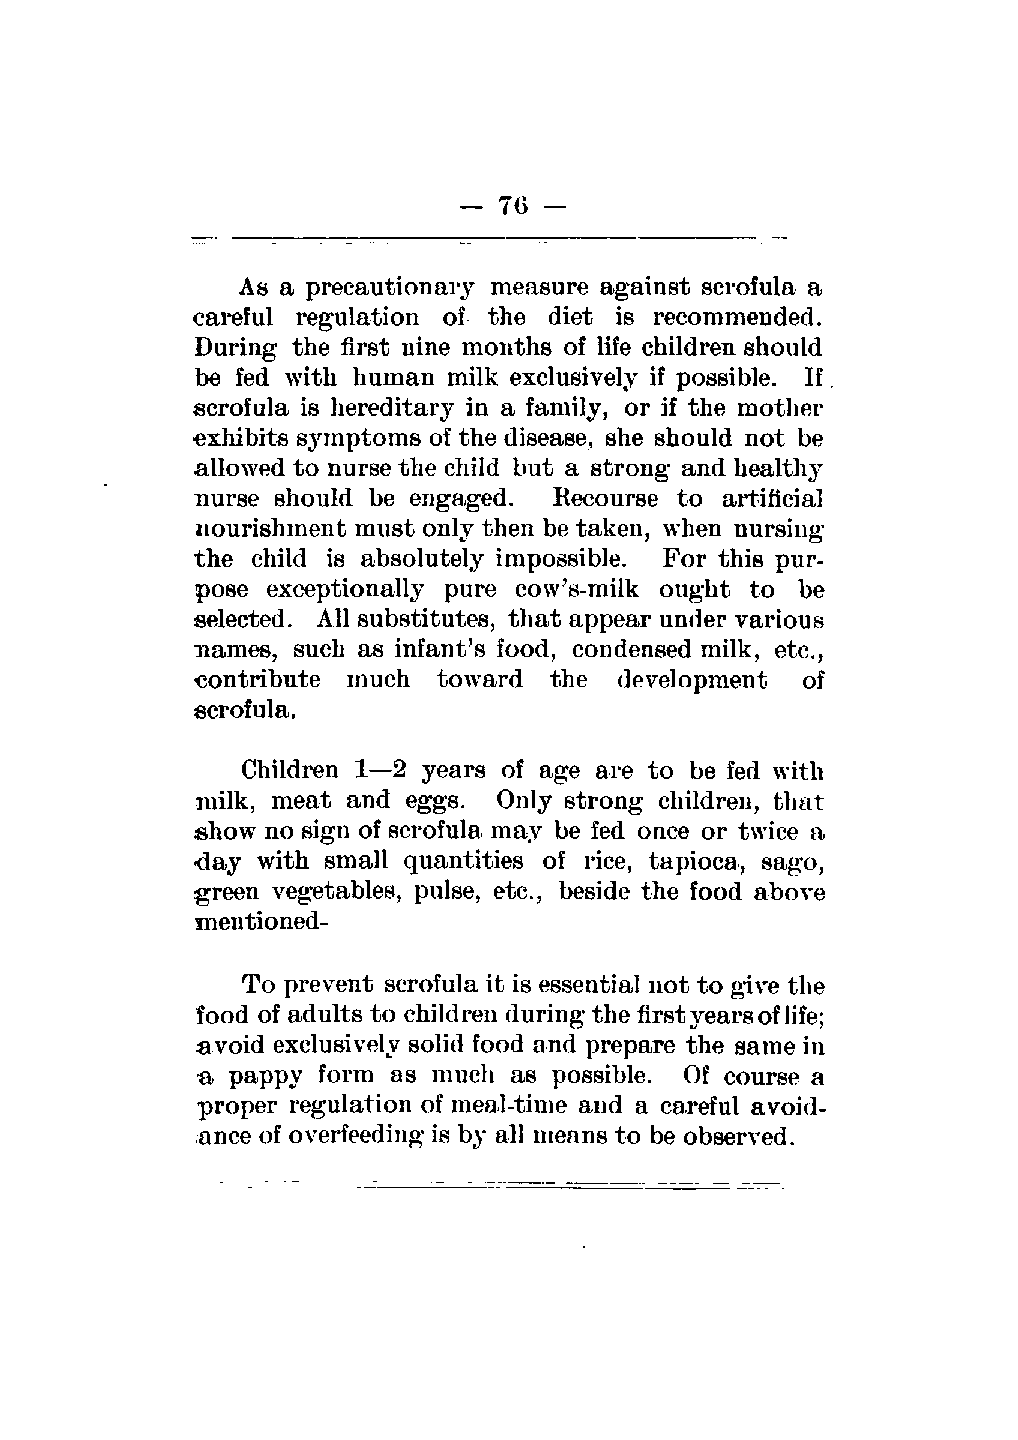 — 76 —
As a precautionary measure against scrofula a
careful regulation of the diet is recommended.
During the first nine months of life children should
be fed with human milk exclusively if possible. If
scrofula is hereditary in a family, or if the mother
exhibits symptoms of the disease, she should not be
allowed to nurse the child but a strong and healthy
nurse should be engaged. Recourse to artificial
nourishment must only then be taken, when nursing
the child is absolutely impossible. For this pur-
pose exceptionally pure cow's-milk ought to be
selected. All substitutes, that appear under various
names, such as infant's food, condensed milk, etc.,
contribute much toward the development of
scrofula.
Children 1—2 years of age are to be fed with
milk, meat and eggs. Only strong children, that
show no sign of scrofula may be fed once or twice a
day with small quantities of rice, tapioca, sago,
green vegetables, pulse, etc., beside the food above
mentioned-
To prevent scrofula it is essential not to give the
food of adults to children during the first years of life;
avoid exclusively solid food and prepare the same in
a pappy form as much as possible. Of course a
proper regulation of meal-time and a careful avoid-
ance of overfeeding is by all means to be observed.